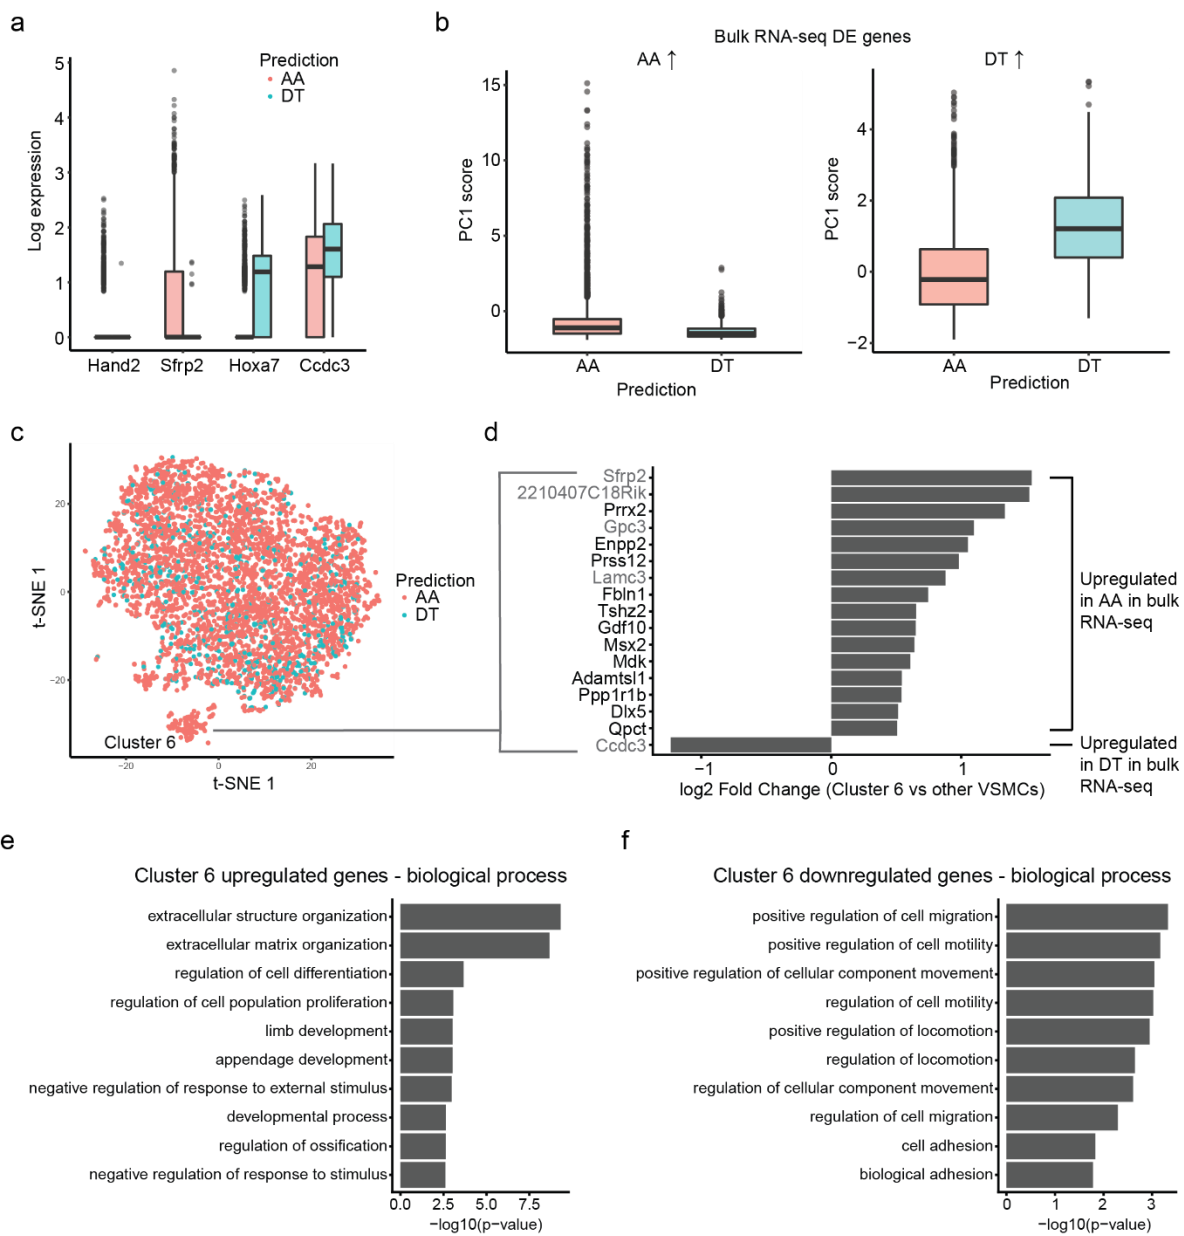 a
Prediction
AA
DT
Log expression
5
4
3
2
1
0
Hand2 Sfrp2 Hoxa7 Ccdc3
b
Bulk RNA-seq DE genes
AA ↑
DT ↑
PC1 score
15
10
5
0
AA DT
Prediction
PC1 score
4
2
0
−2
AA DT
Prediction
c
t-SNE 1
20
0
−20
Cluster 6
−20 0 20
t-SNE 1
Prediction
AA
DT
d
Sfrp2
2210407C18Rik
Prrx2
Gpc3
Enpp2
Prss12
Lamc3
Fbln1
Tshz2
Gdf10
Msx2
Mdk
Adamtsl1
Ppp1r1b
Dlx5
Qpct
Ccdc3
−1 0 1
log2 Fold Change (Cluster 6 vs other VSMCs)
Upregulated
in AA in bulk
RNA-seq
Upregulated
in DT in bulk
RNA-seq
e
Cluster 6 upregulated genes - biological process
extracellular structure organization
extracellular matrix organization
regulation of cell differentiation
regulation of cell population proliferation
limb development
appendage development
negative regulation of response to external stimulus
developmental process
regulation of ossification
negative regulation of response to stimulus
0.0 2.5 5.0 7.5
−log10(p-value)
f
Cluster 6 downregulated genes - biological process
positive regulation of cell migration
positive regulation of cell motility
positive regulation of cellular component movement
regulation of cell motility
positive regulation of locomotion
regulation of locomotion
regulation of cellular component movement
regulation of cell migration
cell adhesion
biological adhesion
0 1 2 3
−log10(p-value)